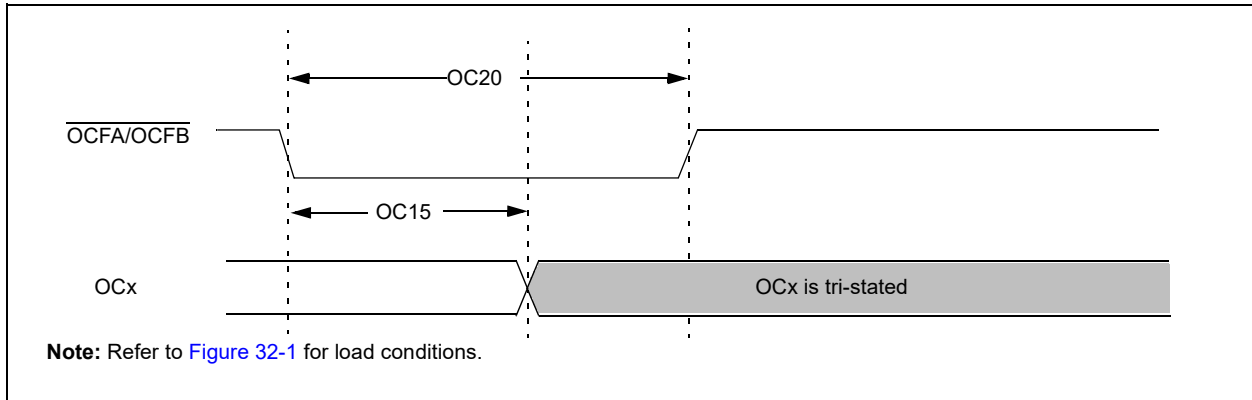 OC20
OCFA/OCFB
OC15
OCx
OCx is tri-stated
Note: Refer to Figure 32-1 for load conditions.